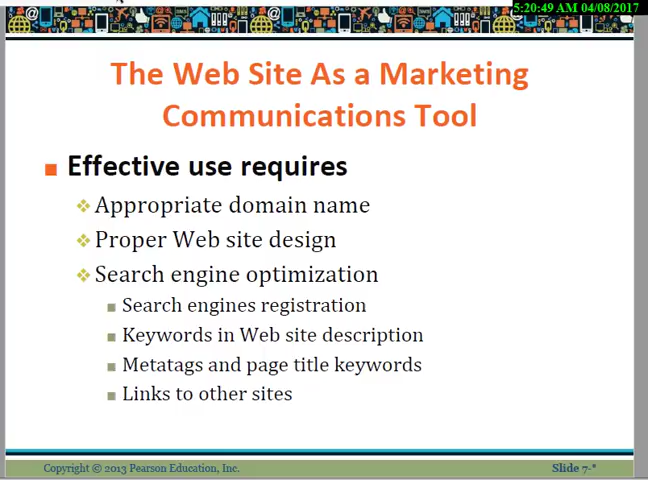 5:20:49 AM 04/08/2017
The Web Site As a Marketing
Communications Tool
Effective use requires
Appropriate domain name
Proper Web site design
Search engine optimization
Search engines registration
Keywords in Web site description
Metatags and page title keywords
Links to other sites
Copyright © 2013 Pearson Education, Inc.
Slide 7-*